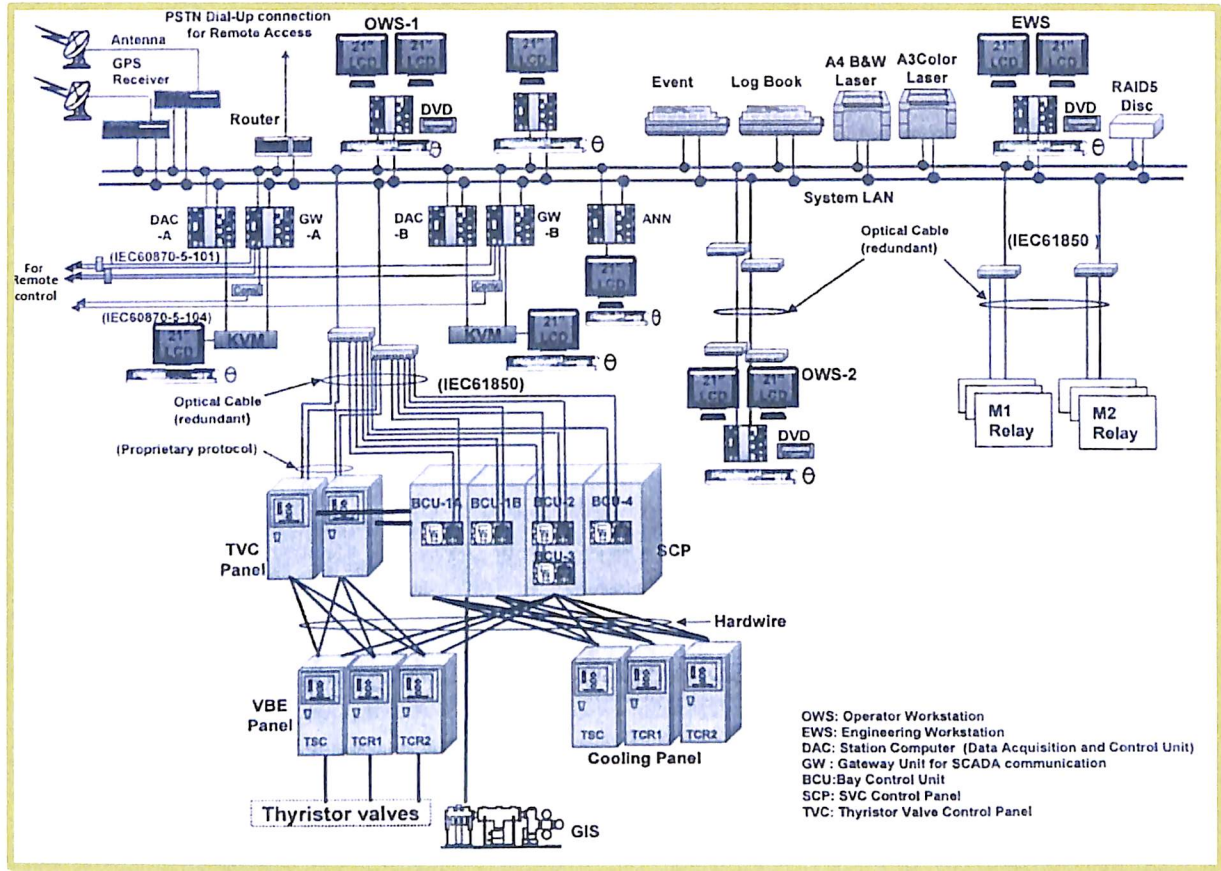 PSTN Dial-Up connection
for Remote Access
OWS-1
EWS
Antenna
GPS
Receiver
Router
21"
LCD
21"
LCD
DVD
21"
LCD
Event
Log Book
A4 B&W
Laser
A3Color
Laser
21"
LCD
21"
LCD
DVD
RAID5
Disc
System LAN
DAC
-A
GW
-A
DAC
-B
GW
-B
ANN
Optical Cable
(redundant)
(IEC61850 )
(IEC60870-5-101)
For
Remote
control
Conv.
Conv.
(IEC60870-5-104)
21"
LCD
21"
LCD
KVM
KVM
21"
LCD
Optical Cable
(redundant)
(IEC61850)
21"
LCD
21"
LCD
OWS-2
DVD
M1
Relay
M2
Relay
(Proprietary protocol)
TVC
Panel
BCU-1A
BCU-1B
BCU-2
BCU-4
BCU-3
SCP
Hardwire
VBE
Panel
TSC
TCR1
TCR2
TSC
TCR1
TCR2
Cooling Panel
Thyristor valves
GIS
OWS: Operator Workstation
EWS: Engineering Workstation
DAC: Station Computer (Data Acquisition and Control Unit)
GW : Gateway Unit for SCADA communication
BCU:Bay Control Unit
SCP: SVC Control Panel
TVC: Thyristor Valve Control Panel